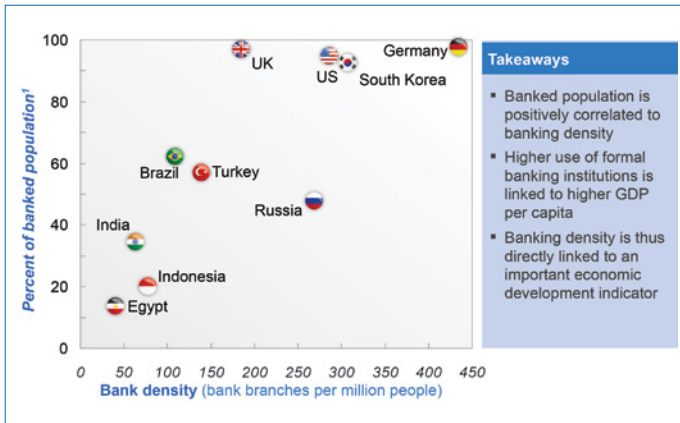 Percent of banked population¹
100
80
60
40
20
0
UK
US
South Korea
Germany
Brazil
Turkey
Russia
India
Indonesia
Egypt
0 50 100 150 200 250 300 350 400 450
Bank density (bank branches per million people)
Takeaways
▪ Banked population is
positively correlated to
banking density
▪ Higher use of formal
banking institutions is
linked to higher GDP
per capita
▪ Banking density is thus
directly linked to an
important economic
development indicator